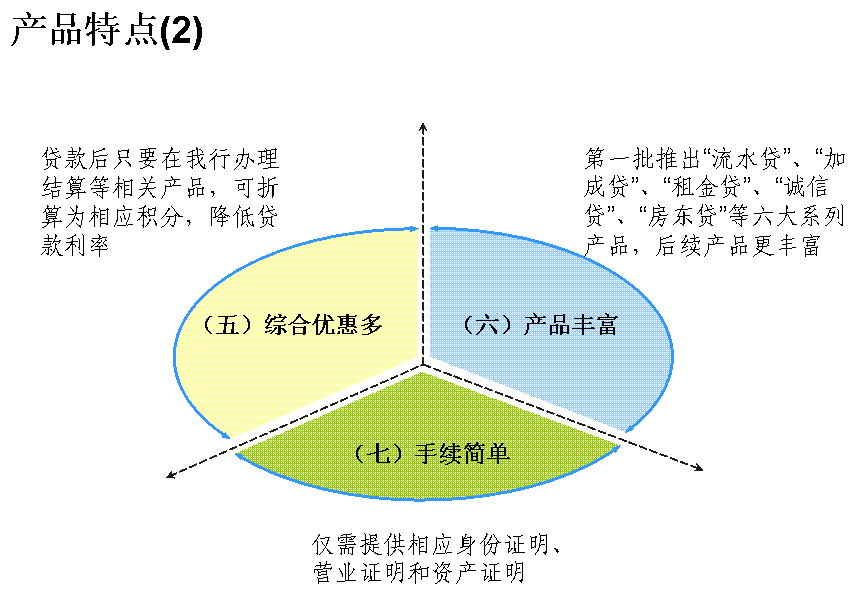 产品特点(2)
贷款后只要在我行办理
结算等相关产品，可折
算为相应积分，降低贷
款利率
第一批推出“流水贷”、“加
成贷”、“租金贷”、“诚信
贷”、“房东贷”等六大系列
产品，后续产品更丰富
（五）综合优惠多
（六）产品丰富
（七）手续简单
仅需提供相应身份证明、
营业证明和资产证明